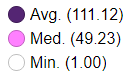 Avg. (111.12)
Med. (49.23)
Min. (1.00)